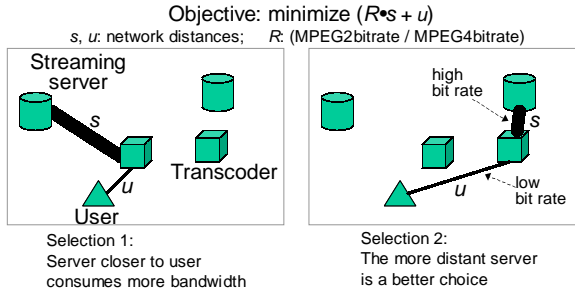 Objective: minimize (R•s + u)
s, u: network distances; R: (MPEG2bitrate / MPEG4bitrate)
Streaming
server
s
Transcoder
u
User
high
bit rate
s
u
low
bit rate
Selection 1:
Server closer to user
consumes more bandwidth
Selection 2:
The more distant server
is a better choice